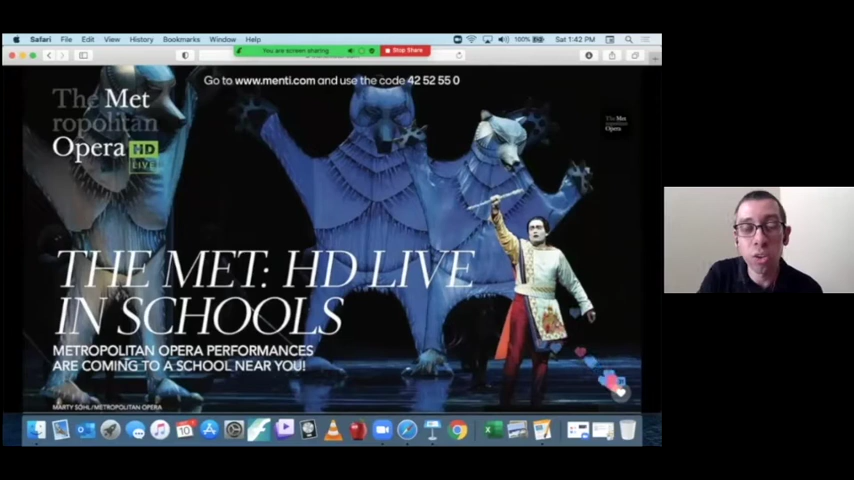 Safari File Edit View History Bookmarks Window Help
100% Sat 1:42 PM
You are screen sharing Stop Share
Go to www.menti.com and use the code 42 52 55 0
The Met
ropolitan
Opera HD
LIVE
The Met
ropolitan
Opera
THE MET: HD LIVE
IN SCHOOLS
METROPOLITAN OPERA PERFORMANCES
ARE COMING TO A SCHOOL NEAR YOU!
MARTY SOHL/METROPOLITAN OPERA
10